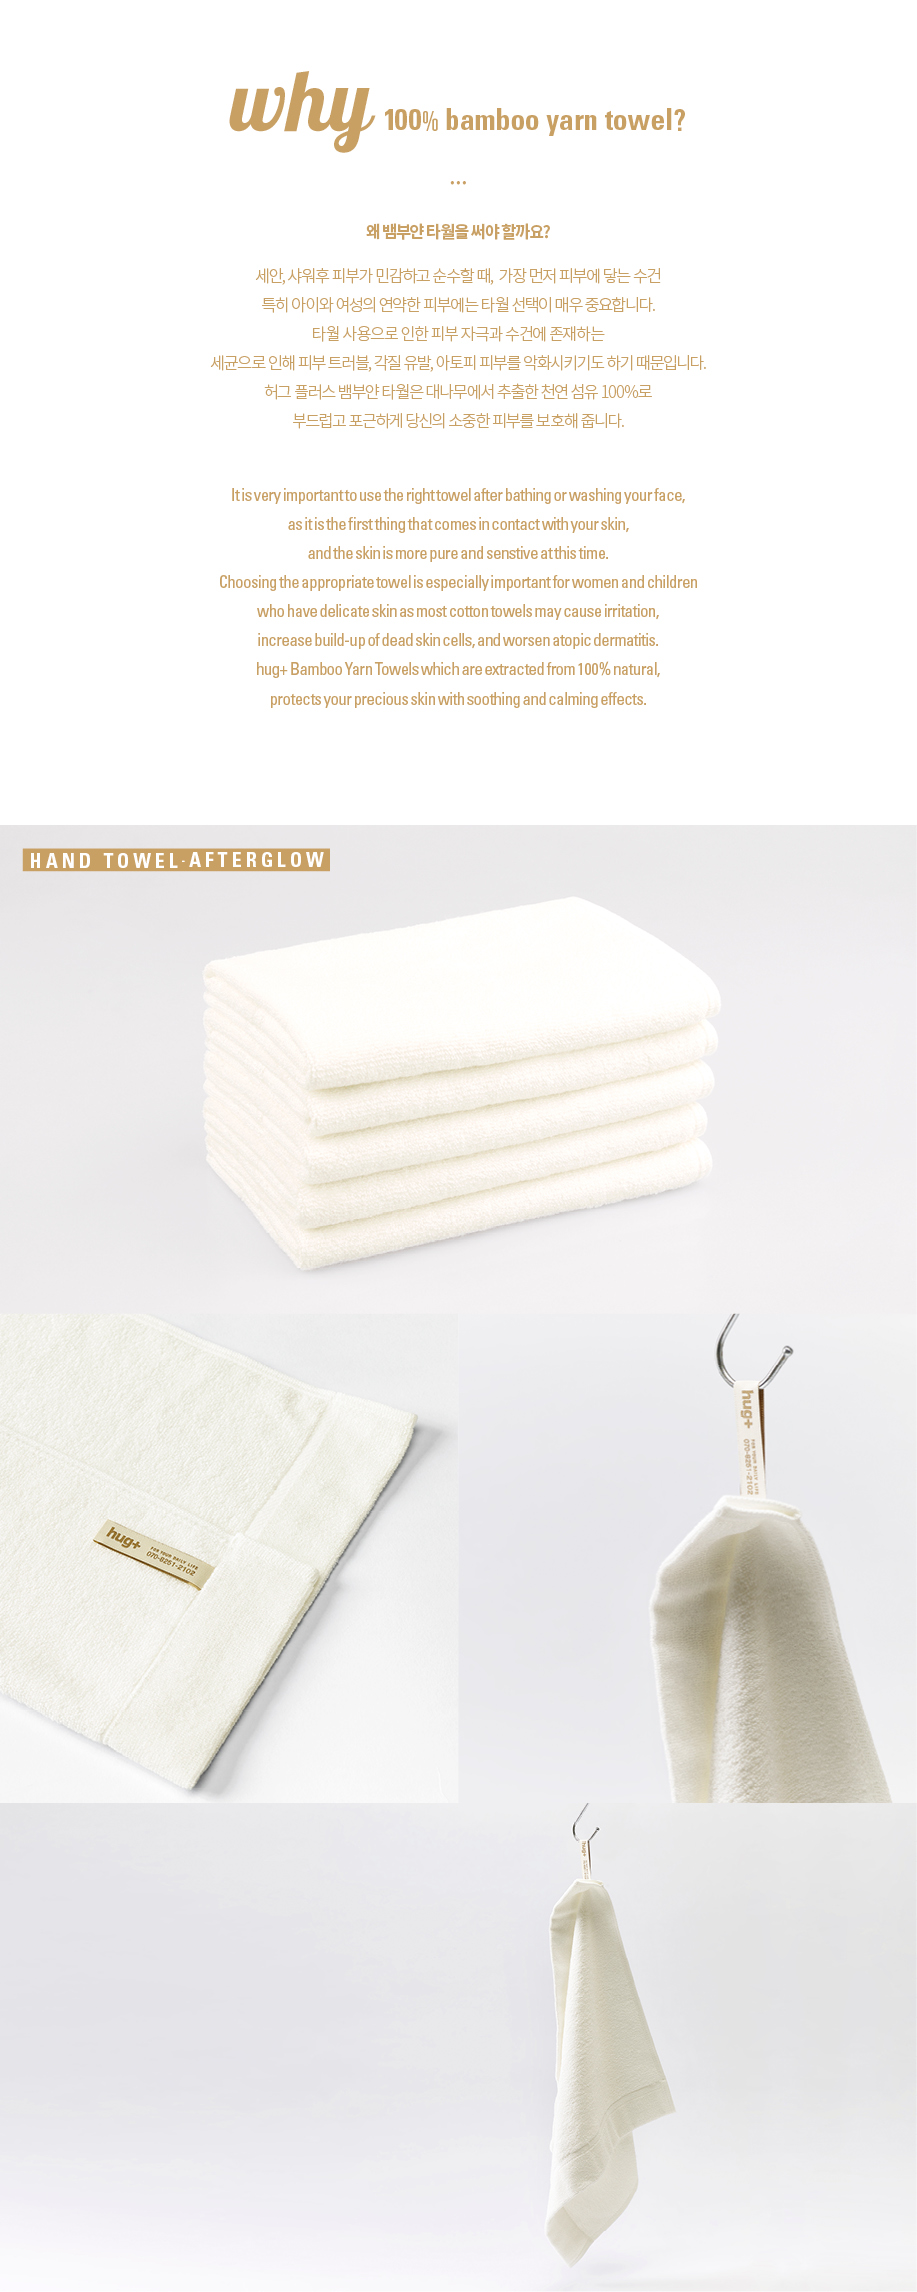 why 100% bamboo yarn towel?
...
왜 뱀부얀 타월을 써야 할까요?
세안, 샤워후 피부가 민감하고 순수할 때, 가장 먼저 피부에 닿는 수건
특히 아이와 여성의 연약한 피부에는 타월 선택이 매우 중요합니다.
타월 사용으로 인한 피부 자극과 수건에 존재하는
세균으로 인해 피부 트러블, 각질 유발, 아토피 피부를 악화시키기도 하기 때문입니다.
허그 플러스 뱀부얀 타월은 대나무에서 추출한 천연 섬유 100%로
부드럽고 포근하게 당신의 소중한 피부를 보호해 줍니다.
It is very important to use the right towel after bathing or washing your face,
as it is the first thing that comes in contact with your skin,
and the skin is more pure and senstive at this time.
Choosing the appropriate towel is especially important for women and children
who have delicate skin as most cotton towels may cause irritation,
increase build-up of dead skin cells, and worsen atopic dermatitis.
hug+ Bamboo Yarn Towels which are extracted from 100% natural,
protects your precious skin with soothing and calming effects.
HAND TOWEL-AFTERGLOW
hug+
FOR YOUR DAILY LIFE
070-8251-2102
hug+
FOR YOUR DAILY LIFE
070-8251-2102
hug+